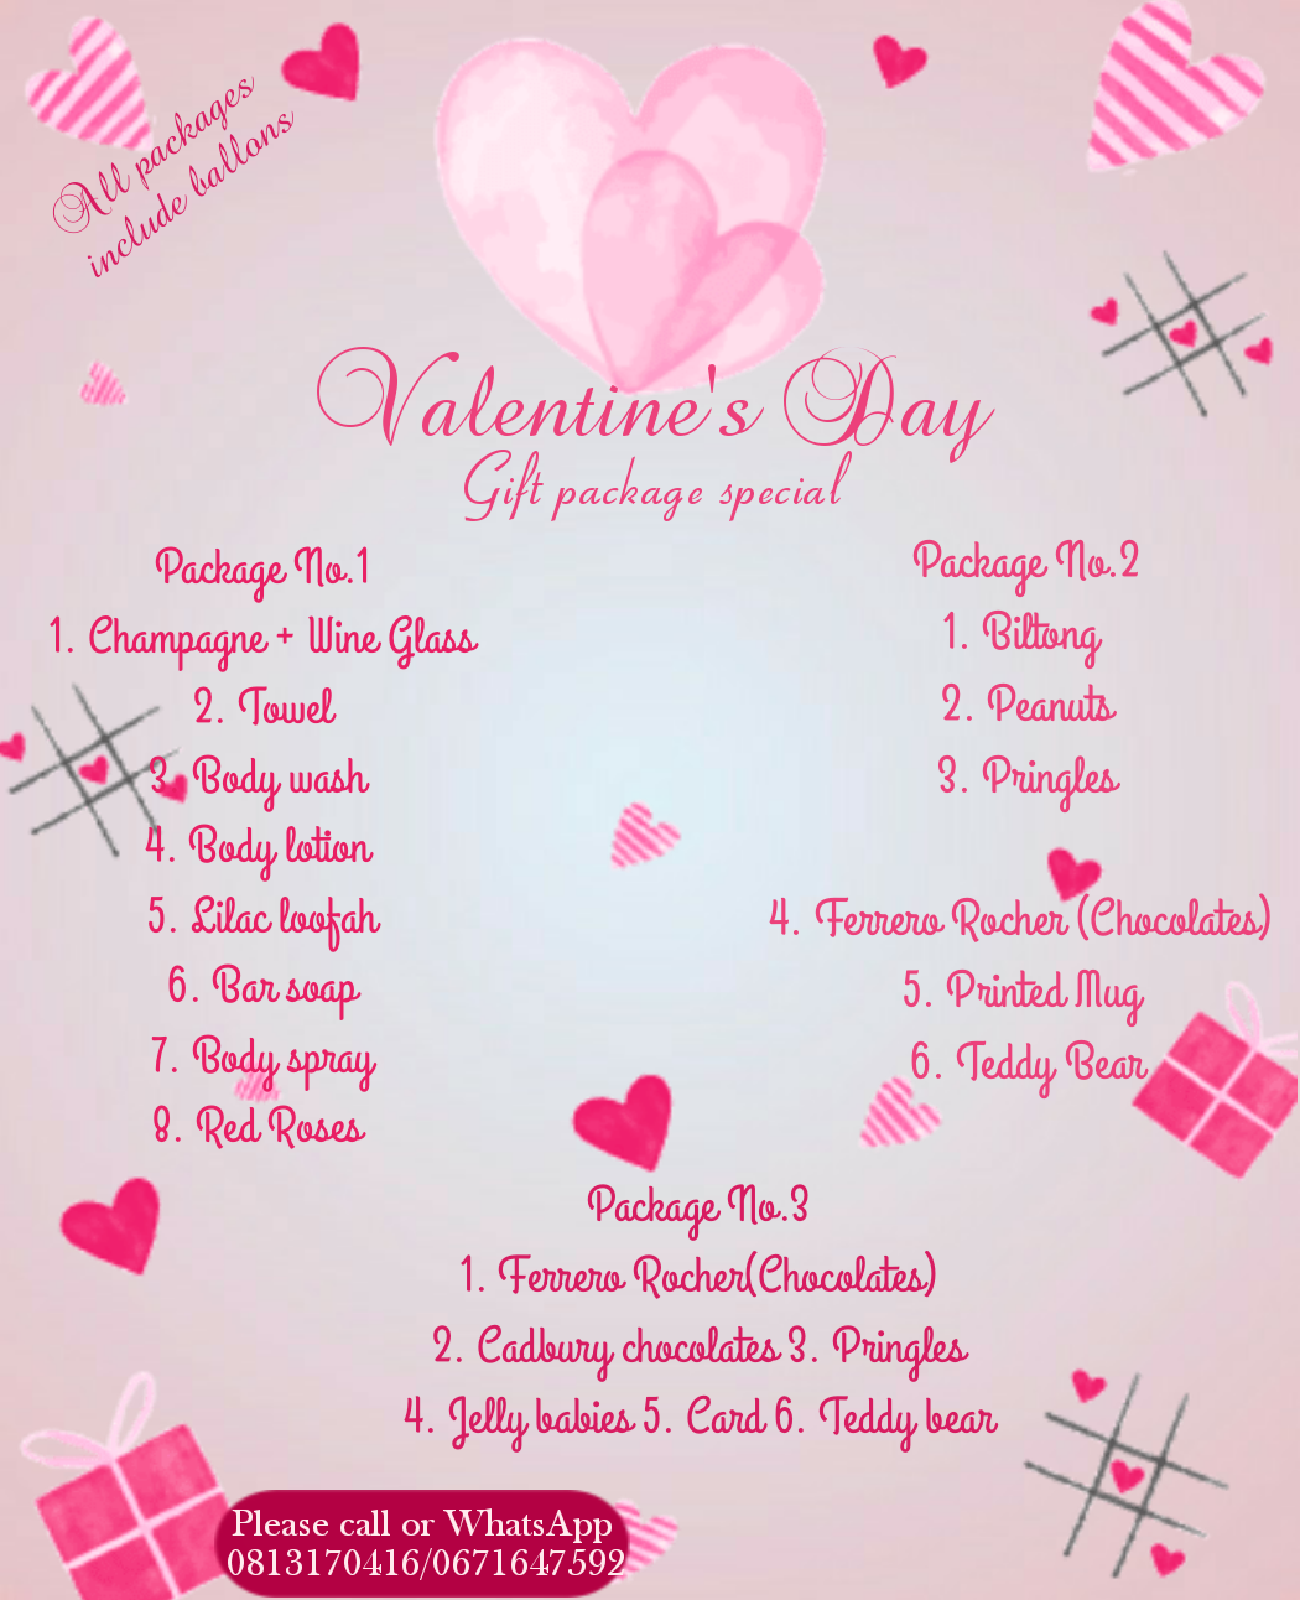 All packages
include ballons
Valentine's Day
Gift package special
Package No.1
1. Champagne + Wine Glass
2. Towel
3. Body wash
4. Body lotion
5. Lilac loofah
6. Bar soap
7. Body spray
8. Red Roses
Package No.2
1. Biltong
2. Peanuts
3. Pringles
4. Ferrero Rocher (Chocolates)
5. Printed Mug
6. Teddy Bear
Package No.3
1. Ferrero Rocher(Chocolates)
2. Cadbury chocolates 3. Pringles
4. Jelly babies 5. Card 6. Teddy bear
Please call or WhatsApp
0813170416/0671647592